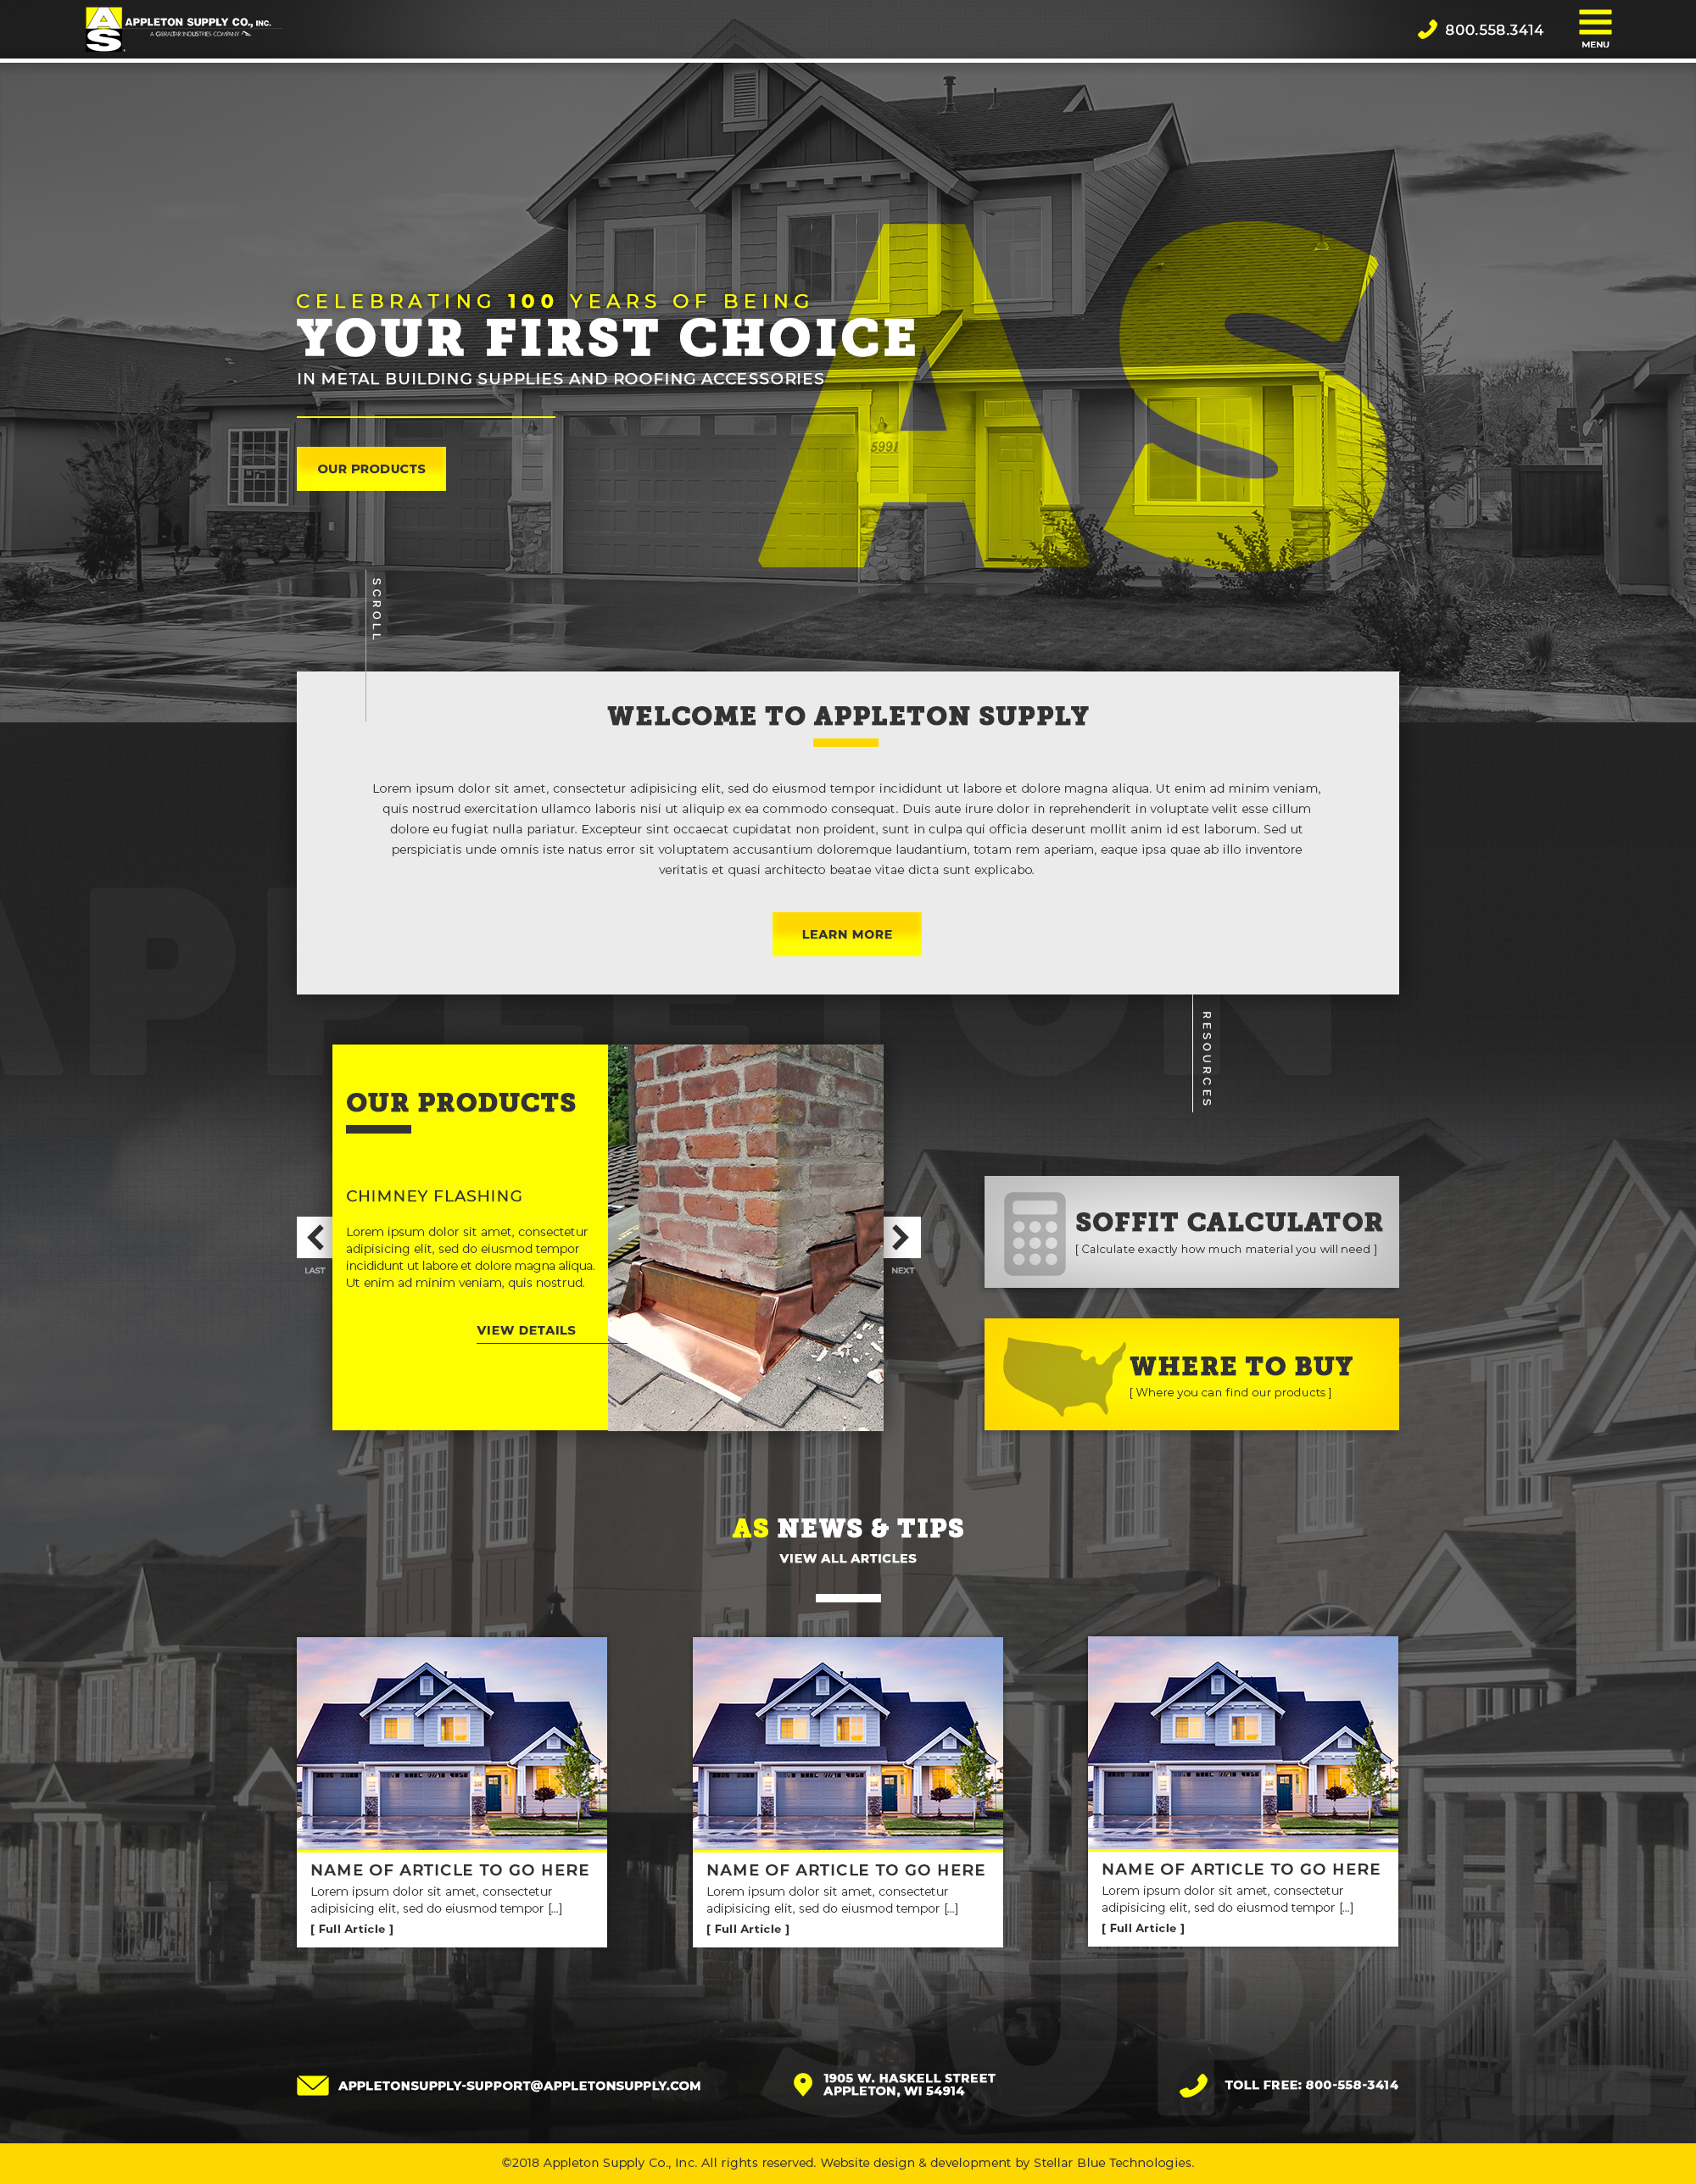 AS
APPLETON SUPPLY CO., INC.
A GIBRALTAR INDUSTRIES COMPANY
800.558.3414
MENU
AS
CELEBRATING 100 YEARS OF BEING
YOUR FIRST CHOICE
IN METAL BUILDING SUPPLIES AND ROOFING ACCESSORIES
5991
OUR PRODUCTS
SCROLL
WELCOME TO APPLETON SUPPLY
Lorem ipsum dolor sit amet, consectetur adipisicing elit, sed do eiusmod tempor incididunt ut labore et dolore magna aliqua. Ut enim ad minim veniam,
quis nostrud exercitation ullamco laboris nisi ut aliquip ex ea commodo consequat. Duis aute irure dolor in reprehenderit in voluptate velit esse cillum
dolore eu fugiat nulla pariatur. Excepteur sint occaecat cupidatat non proident, sunt in culpa qui officia deserunt mollit anim id est laborum. Sed ut
perspiciatis unde omnis iste natus error sit voluptatem accusantium doloremque laudantium, totam rem aperiam, eaque ipsa quae ab illo inventore
veritatis et quasi architecto beatae vitae dicta sunt explicabo.
LEARN MORE
APPLETON
RESOURCES
OUR PRODUCTS
CHIMNEY FLASHING
Lorem ipsum dolor sit amet, consectetur
adipisicing elit, sed do eiusmod tempor
incididunt ut labore et dolore magna aliqua.
Ut enim ad minim veniam, quis nostrud.
VIEW DETAILS
LAST
NEXT
SOFFIT CALCULATOR
[ Calculate exactly how much material you will need ]
WHERE TO BUY
[ Where you can find our products ]
AS NEWS & TIPS
VIEW ALL ARTICLES
NAME OF ARTICLE TO GO HERE
Lorem ipsum dolor sit amet, consectetur
adipisicing elit, sed do eiusmod tempor [...]
[ Full Article ]
NAME OF ARTICLE TO GO HERE
Lorem ipsum dolor sit amet, consectetur
adipisicing elit, sed do eiusmod tempor [...]
[ Full Article ]
NAME OF ARTICLE TO GO HERE
Lorem ipsum dolor sit amet, consectetur
adipisicing elit, sed do eiusmod tempor [...]
[ Full Article ]
SUPPL
APPLETONSUPPLY-SUPPORT@APPLETONSUPPLY.COM
1905 W. HASKELL STREET
APPLETON, WI 54914
TOLL FREE: 800-558-3414
©2018 Appleton Supply Co., Inc. All rights reserved. Website design & development by Stellar Blue Technologies.